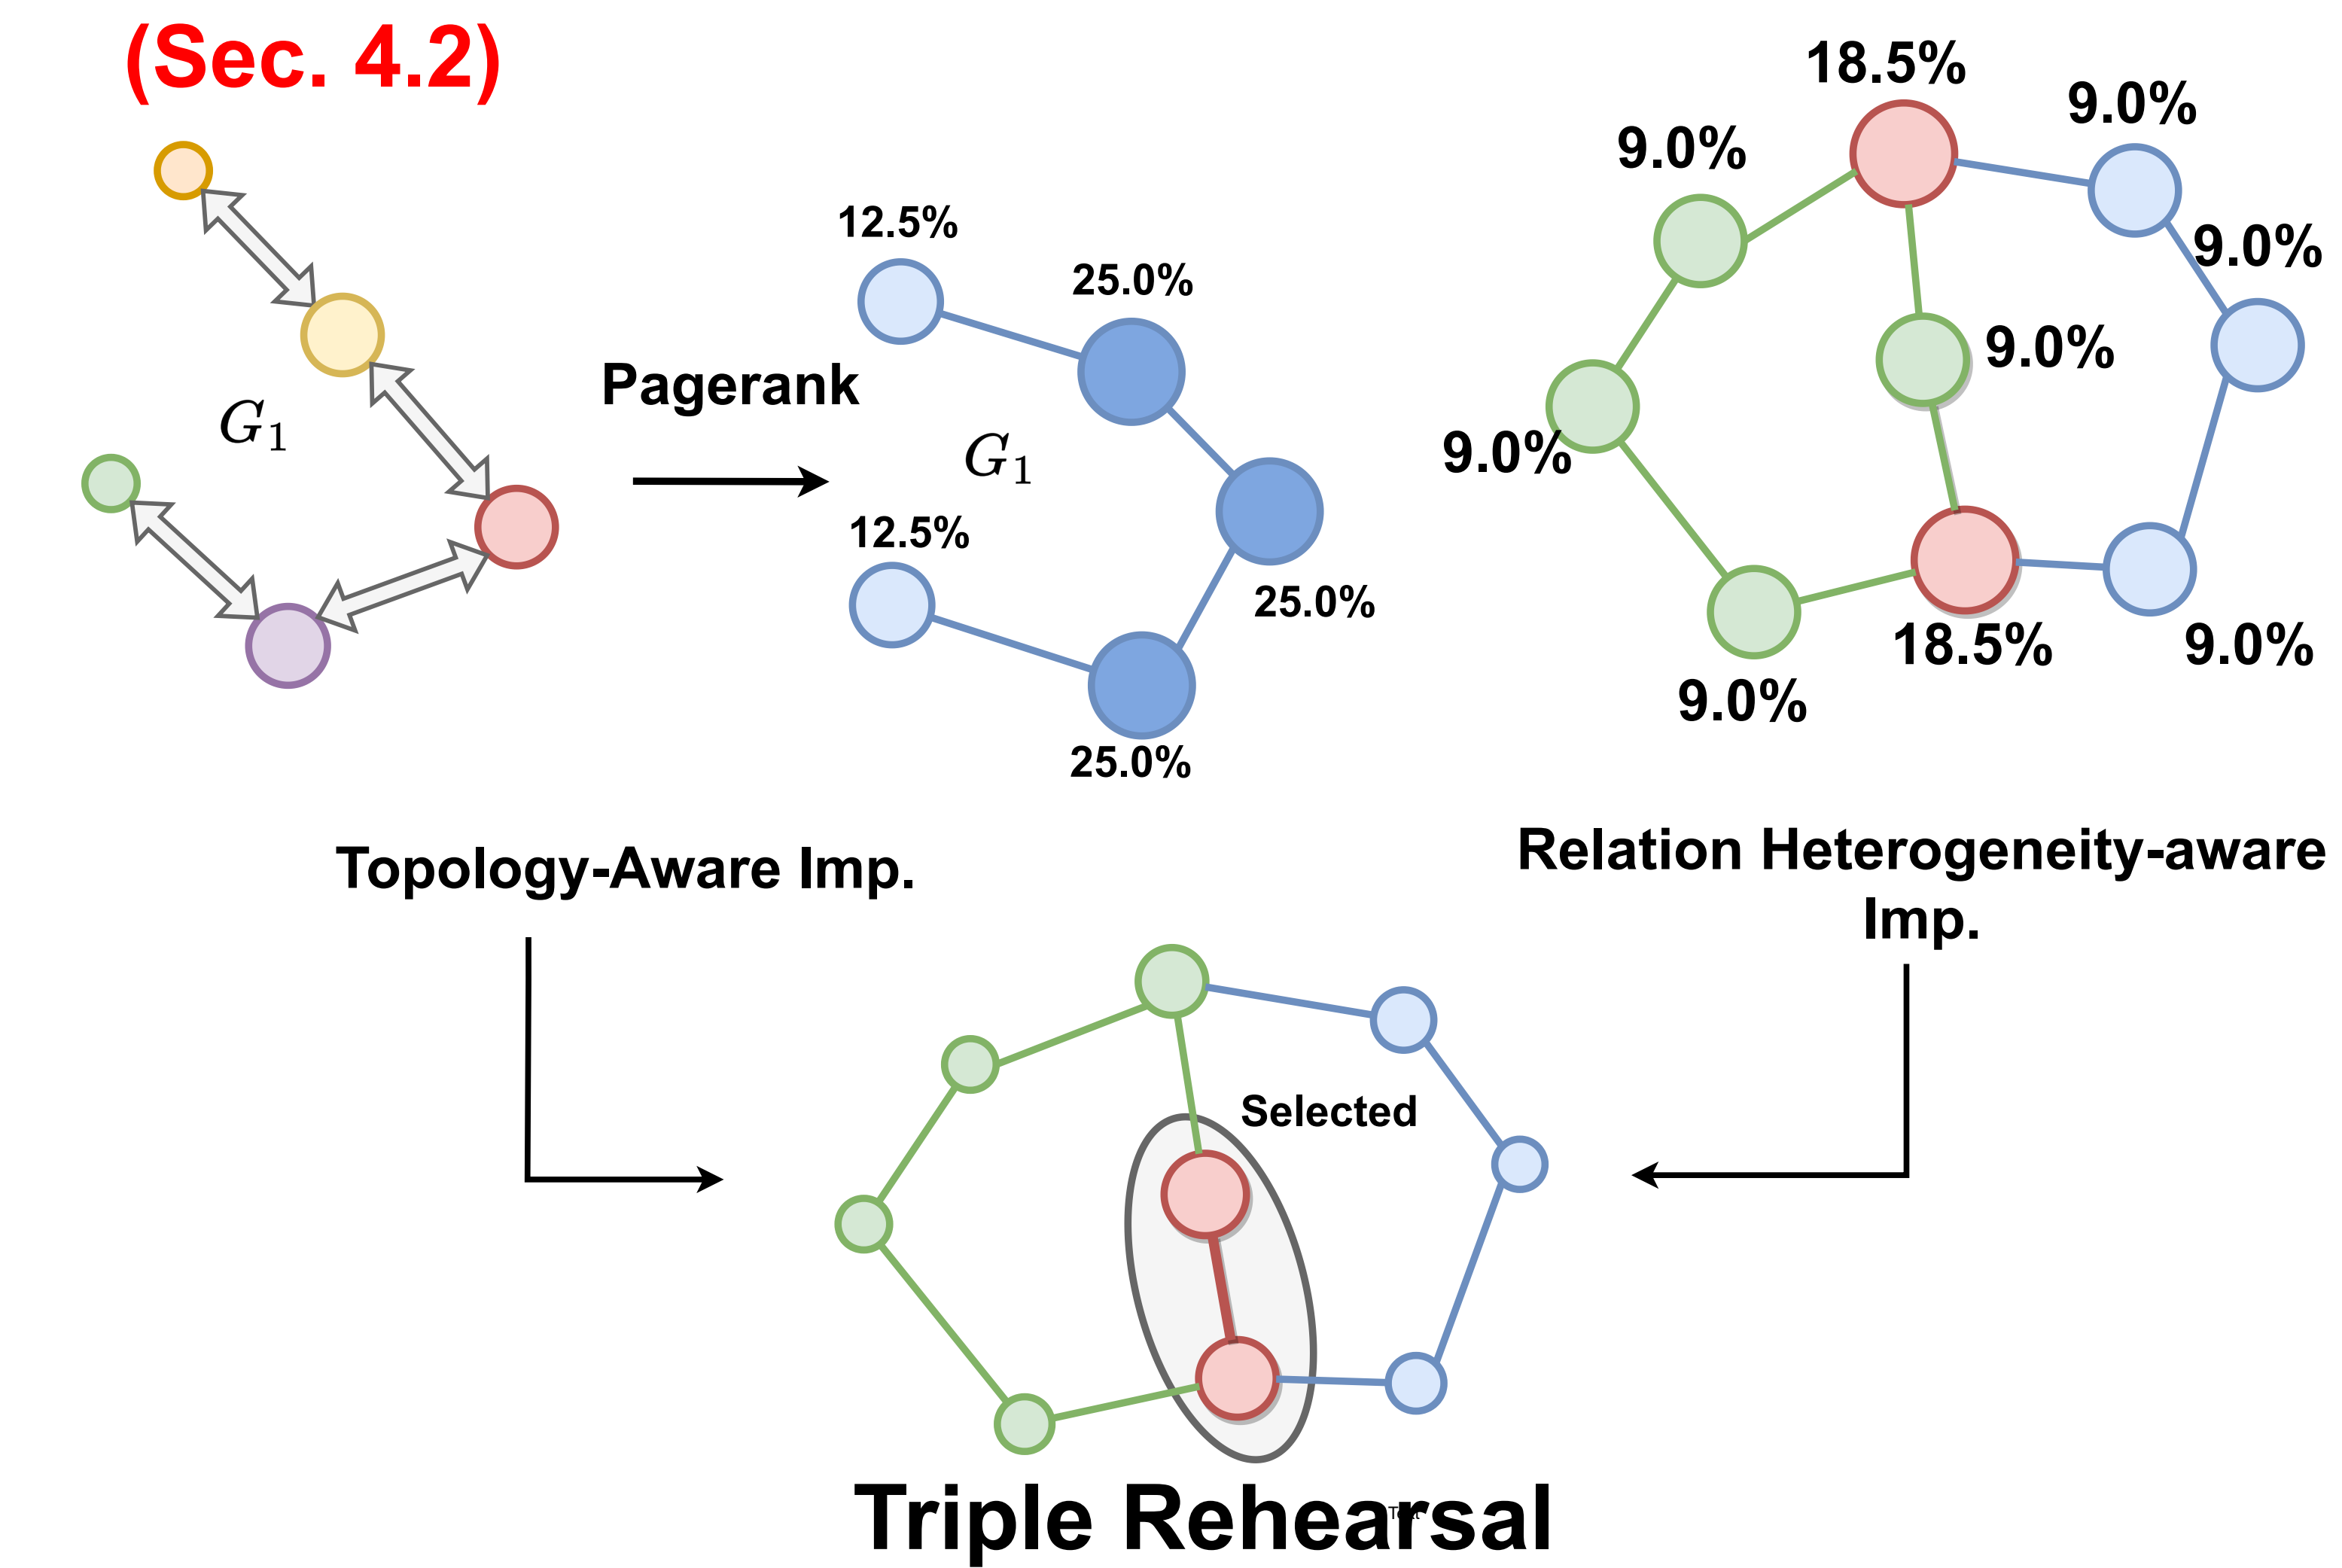 (Sec. 4.2)
18.5%
9.0%
9.0%
12.5%
25.0%
9.0%
9.0%
Pagerank
G1
G1
9.0%
12.5%
25.0%
18.5%
9.0%
9.0%
25.0%
Topology-Aware Imp.
Relation Heterogeneity-aware
Imp.
Selected
Triple Rehearsal